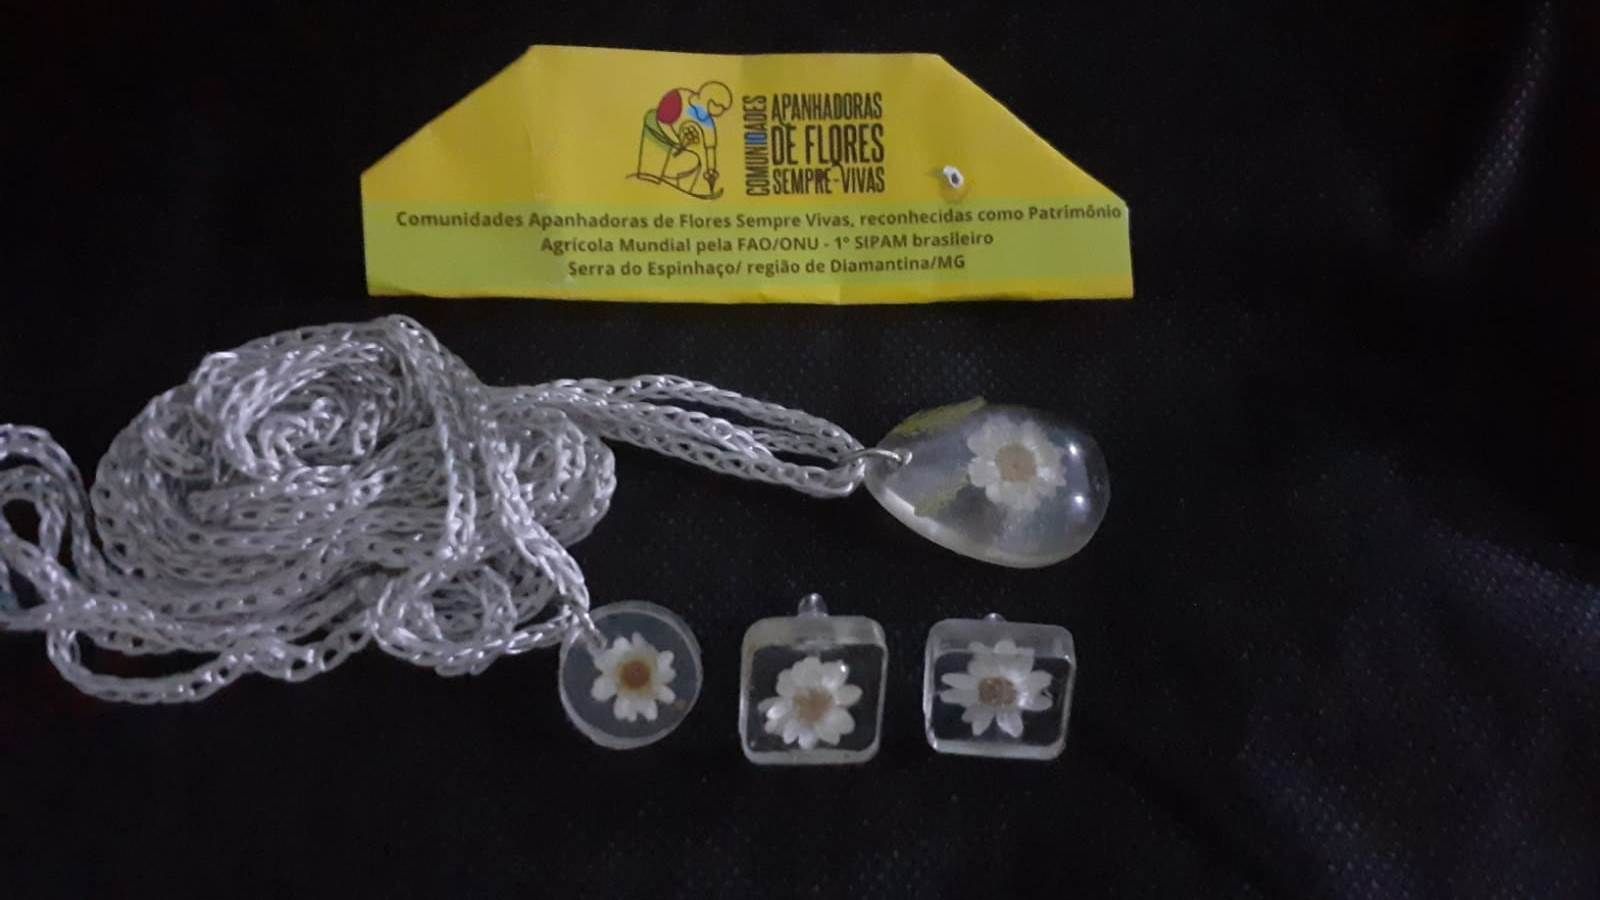 COMUNIDADES
APANHADORAS
DE FLORES
SEMPRE-VIVAS
Comunidades Apanhadoras de Flores Sempre Vivas, reconhecidas como Patrimônio
Agrícola Mundial pela FAO/ONU - 1º SIPAM brasileiro
Serra do Espinhaço/ região de Diamantina/MG